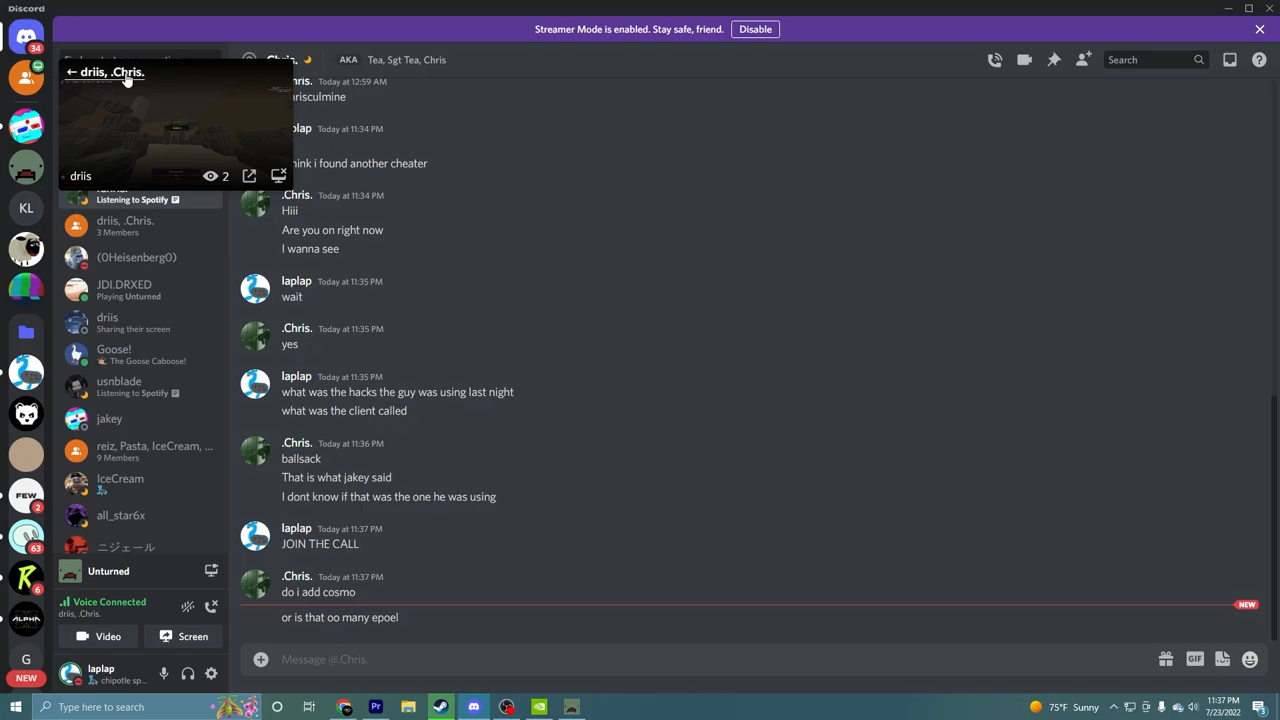 Discord
Streamer Mode is enabled. Stay safe, friend.
Disable
.Chris.
AKA
Tea, Sgt Tea, Chris
Search
34
← driis, .Chris.
driis
2
Listening to Spotify
driis, .Chris.
3 Members
(0Heisenberg0)
JDI.DRXED
Playing Unturned
driis
Sharing their screen
Goose!
The Goose Caboose!
usnblade
Listening to Spotify
jakey
reiz, Pasta, IceCream, ...
9 Members
IceCream
all_star6x
ニジェール
KL
FEW
2
63
6
ALPHA
G
NEW
Unturned
Voice Connected
driis, .Chris.
Video
Screen
laplap
chipotle sp...
Today at 12:59 AM
Today at 11:34 PM
think i found another cheater
.Chris. Today at 11:34 PM
Hiii
Are you on right now
I wanna see
laplap Today at 11:35 PM
wait
.Chris. Today at 11:35 PM
yes
laplap Today at 11:35 PM
what was the hacks the guy was using last night
what was the client called
.Chris. Today at 11:36 PM
ballsack
That is what jakey said
I dont know if that was the one he was using
laplap Today at 11:37 PM
JOIN THE CALL
.Chris. Today at 11:37 PM
do i add cosmo
NEW
or is that oo many epoel
Message @.Chris.
GIF
Type here to search
Pr
75°F Sunny
11:37 PM
7/23/2022